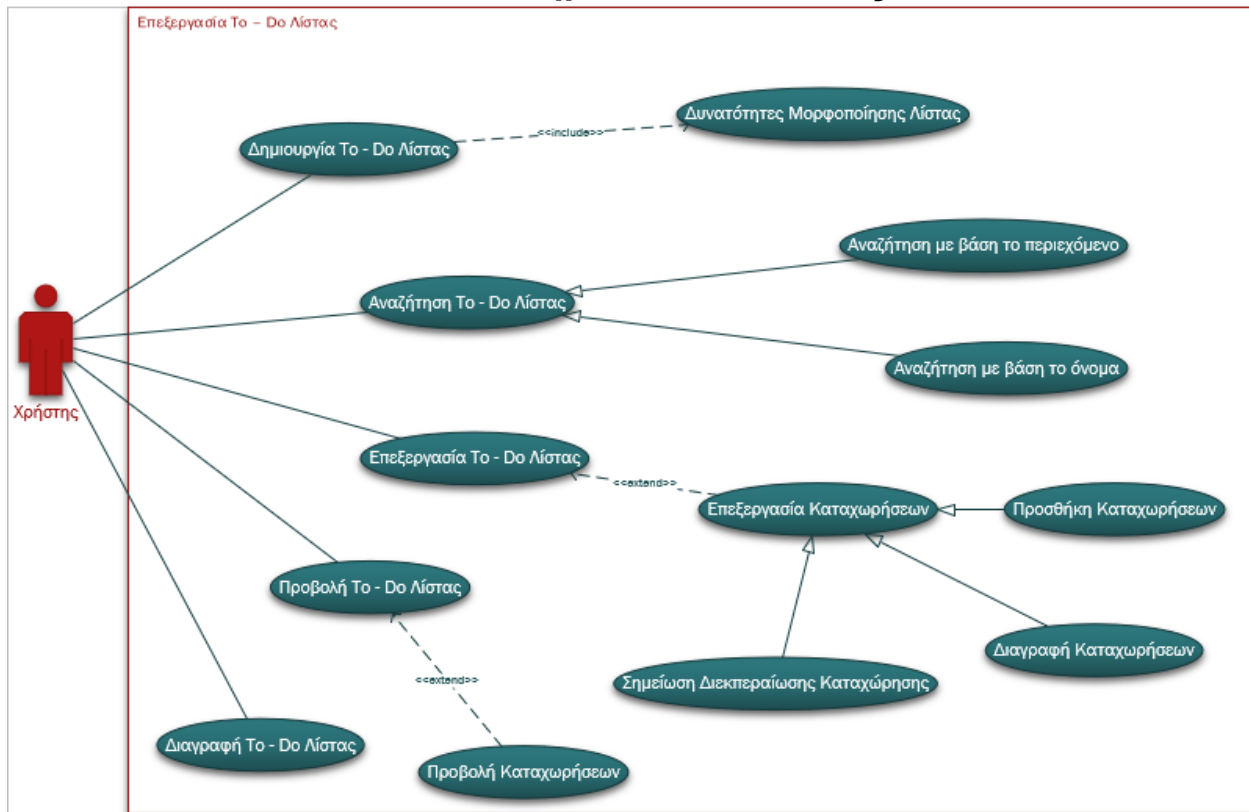 Επεξεργασία To – Do Λίστας
Δυνατότητες Μορφοποίησης Λίστας
<<include>>
Δημιουργία To - Do Λίστας
Αναζήτηση με βάση το περιεχόμενο
Αναζήτηση To - Do Λίστας
Αναζήτηση με βάση το όνομα
Χρήστης
Επεξεργασία To - Do Λίστας
<<extend>>
Επεξεργασία Καταχωρήσεων
Προσθήκη Καταχωρήσεων
Προβολή To - Do Λίστας
Διαγραφή Καταχωρήσεων
<<extend>>
Σημείωση Διεκπεραίωσης Καταχώρησης
Διαγραφή To - Do Λίστας
Προβολή Καταχωρήσεων